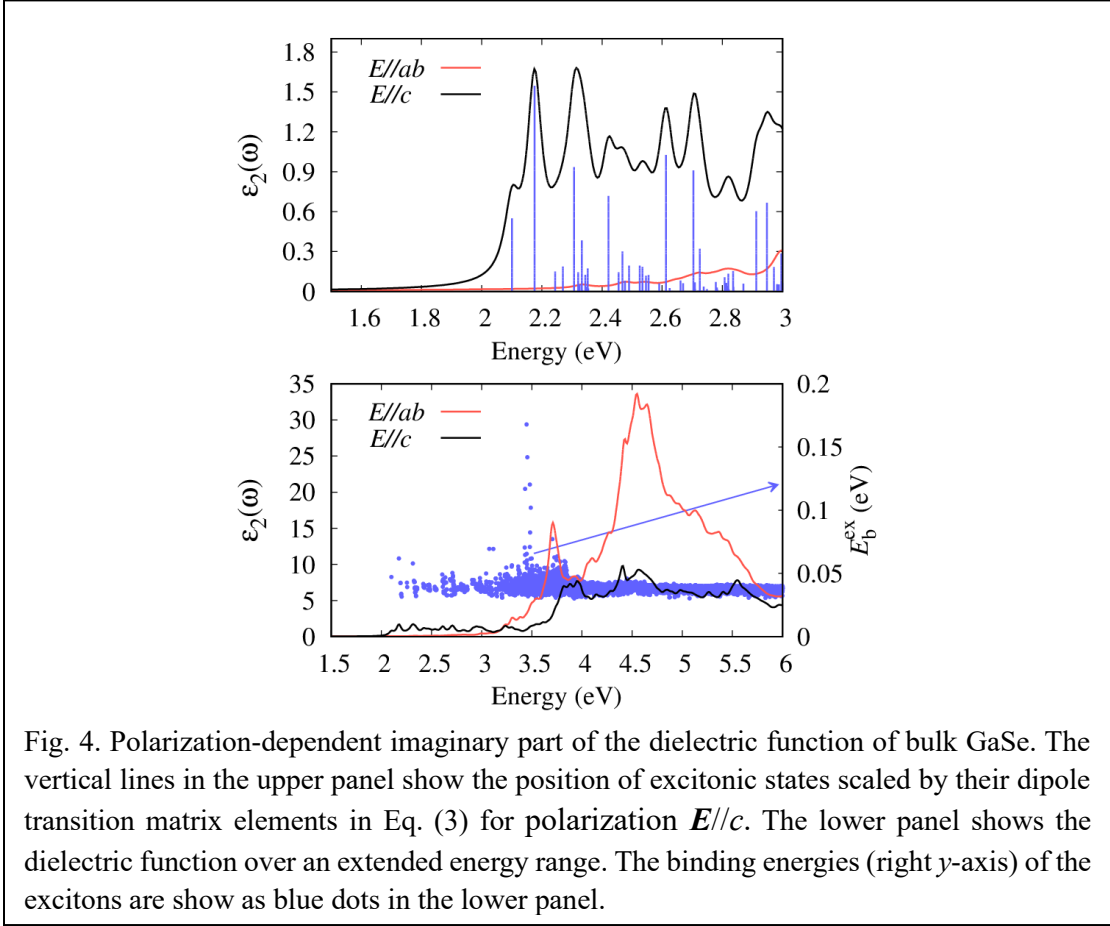 1.8
1.5
1.2
0.9
0.6
0.3
0
ε2(ω)
E//ab
E//c
1.6 1.8 2 2.2 2.4 2.6 2.8 3
Energy (eV)
35
30
25
20
15
10
5
0
ε2(ω)
E//ab
E//c
0.2
0.15
0.1
0.05
0
E_b^ex (eV)
1.5 2 2.5 3 3.5 4 4.5 5 5.5 6
Energy (eV)
Fig. 4. Polarization-dependent imaginary part of the dielectric function of bulk GaSe. The
vertical lines in the upper panel show the position of excitonic states scaled by their dipole
transition matrix elements in Eq. (3) for polarization E//c. The lower panel shows the
dielectric function over an extended energy range. The binding energies (right y-axis) of the
excitons are show as blue dots in the lower panel.